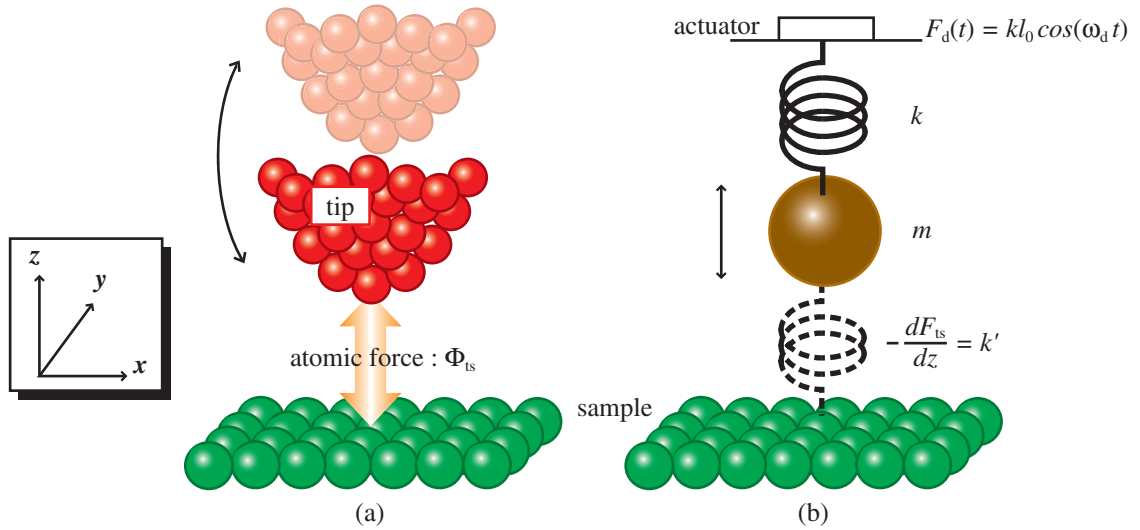 actuator
F_d(t) = kl_0 cos(ω_d t)
k
tip
m
z
y
x
atomic force : Φ_ts
-dF_ts/dz = k′
sample
(a)
(b)